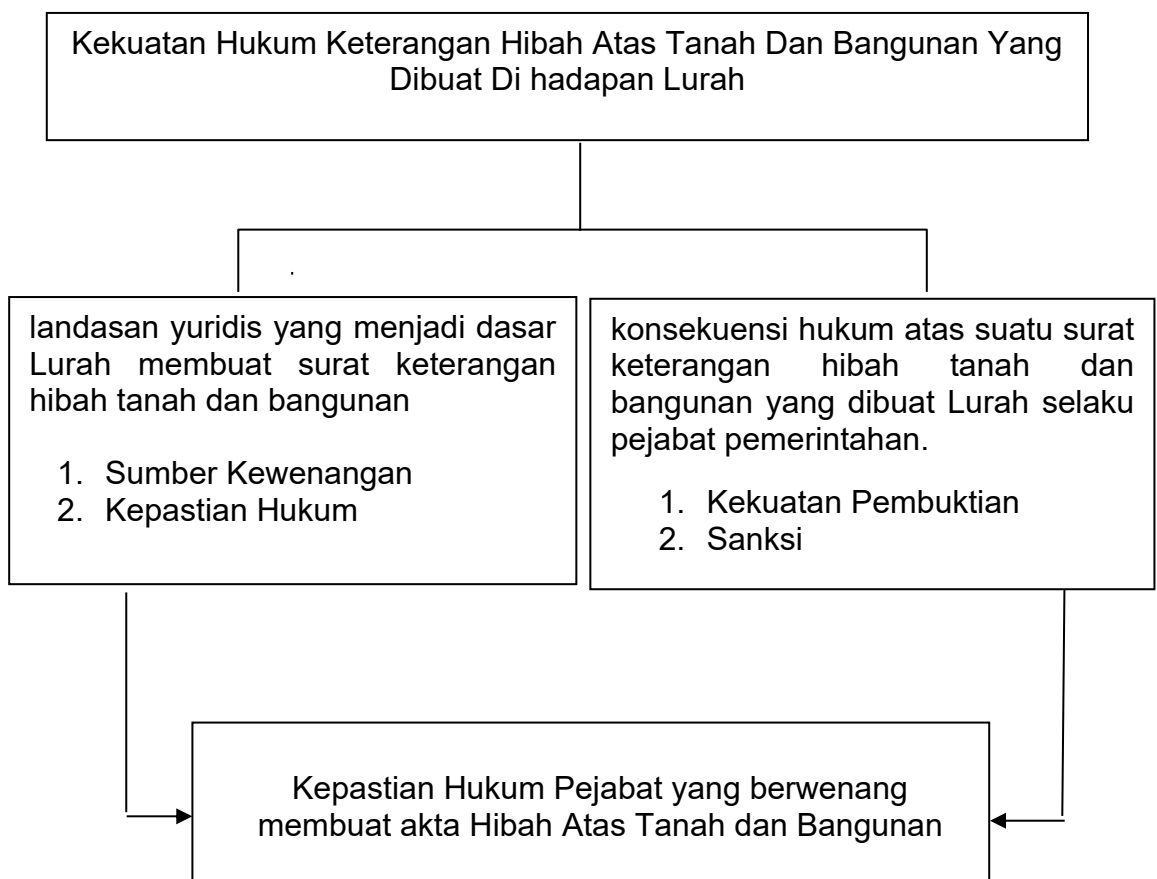 Kekuatan Hukum Keterangan Hibah Atas Tanah Dan Bangunan Yang
Dibuat Di hadapan Lurah
landasan yuridis yang menjadi dasar
Lurah membuat surat keterangan
hibah tanah dan bangunan
1. Sumber Kewenangan
2. Kepastian Hukum
konsekuensi hukum atas suatu surat
keterangan hibah tanah dan
bangunan yang dibuat Lurah selaku
pejabat pemerintahan.
1. Kekuatan Pembuktian
2. Sanksi
Kepastian Hukum Pejabat yang berwenang
membuat akta Hibah Atas Tanah dan Bangunan